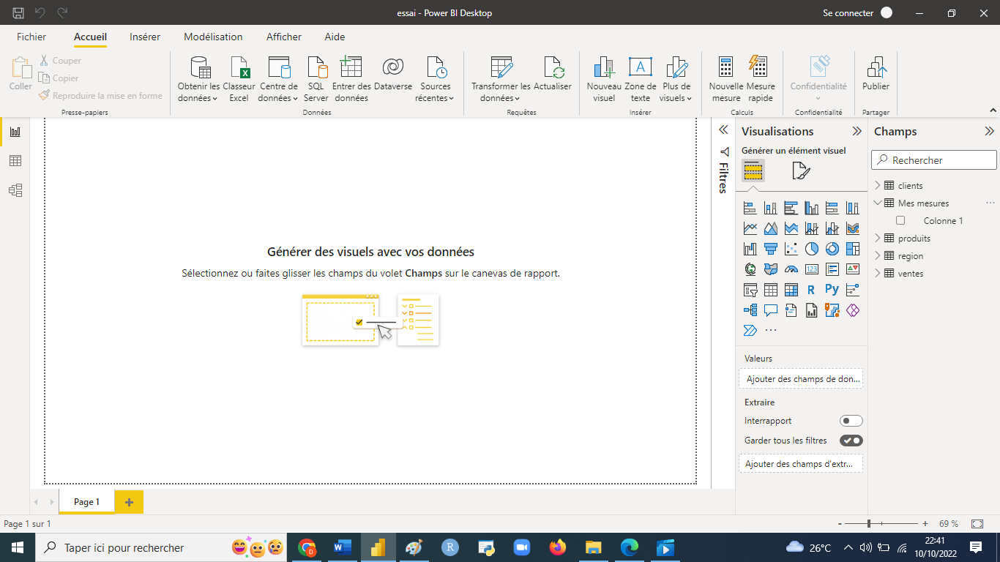 essai - Power BI Desktop
Se connecter
Fichier
Accueil
Insérer
Modélisation
Afficher
Aide
Coller
Couper
Copier
Reproduire la mise en forme
Presse-papiers
Obtenir les données
Classeur Excel
Centre de données
SQL Server
Entrer des données
Dataverse
Sources récentes
Données
Transformer les données
Actualiser
Requêtes
Nouveau visuel
Zone de texte
Plus de visuels
Insérer
Nouvelle mesure
Mesure rapide
Calculs
Confidentialité
Confidentialité
Publier
Partager
Générer des visuels avec vos données
Sélectionnez ou faites glisser les champs du volet Champs sur le canevas de rapport.
Filtres
Visualisations
Générer un élément visuel
R
Py
123
Valeurs
Ajouter des champs de don...
Extraire
Interrapport
Garder tous les filtres
Ajouter des champs d'extr...
Champs
Rechercher
clients
Mes mesures
Colonne 1
produits
region
ventes
Page 1
Page 1 sur 1
69 %
Taper ici pour rechercher
26°C
22:41
10/10/2022